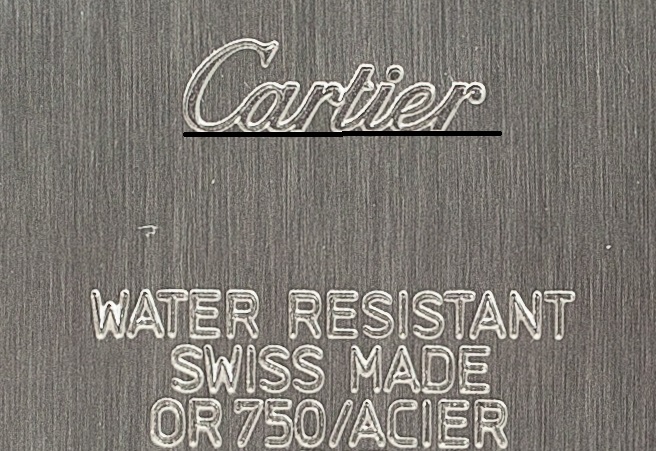 Cartier
WATER RESISTANT
SWISS MADE
OR 750/ACIER